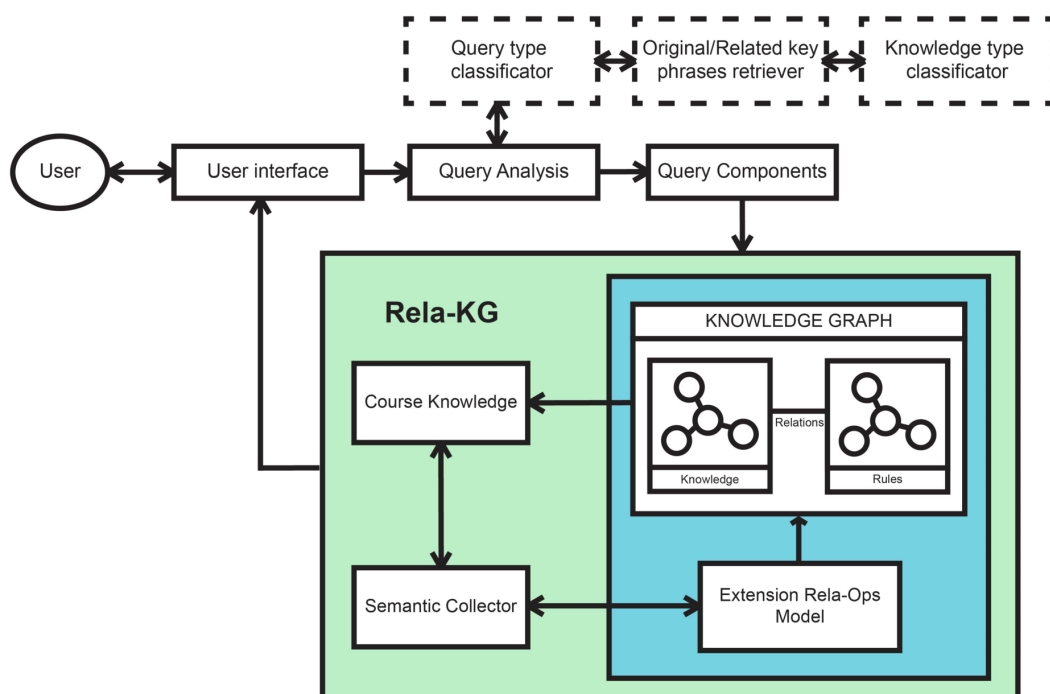 Query type
classificator
Original/Related key
phrases retriever
Knowledge type
classificator
User
User interface
Query Analysis
Query Components
Rela-KG
KNOWLEDGE GRAPH
Course Knowledge
Relations
Knowledge
Rules
Semantic Collector
Extension Rela-Ops
Model